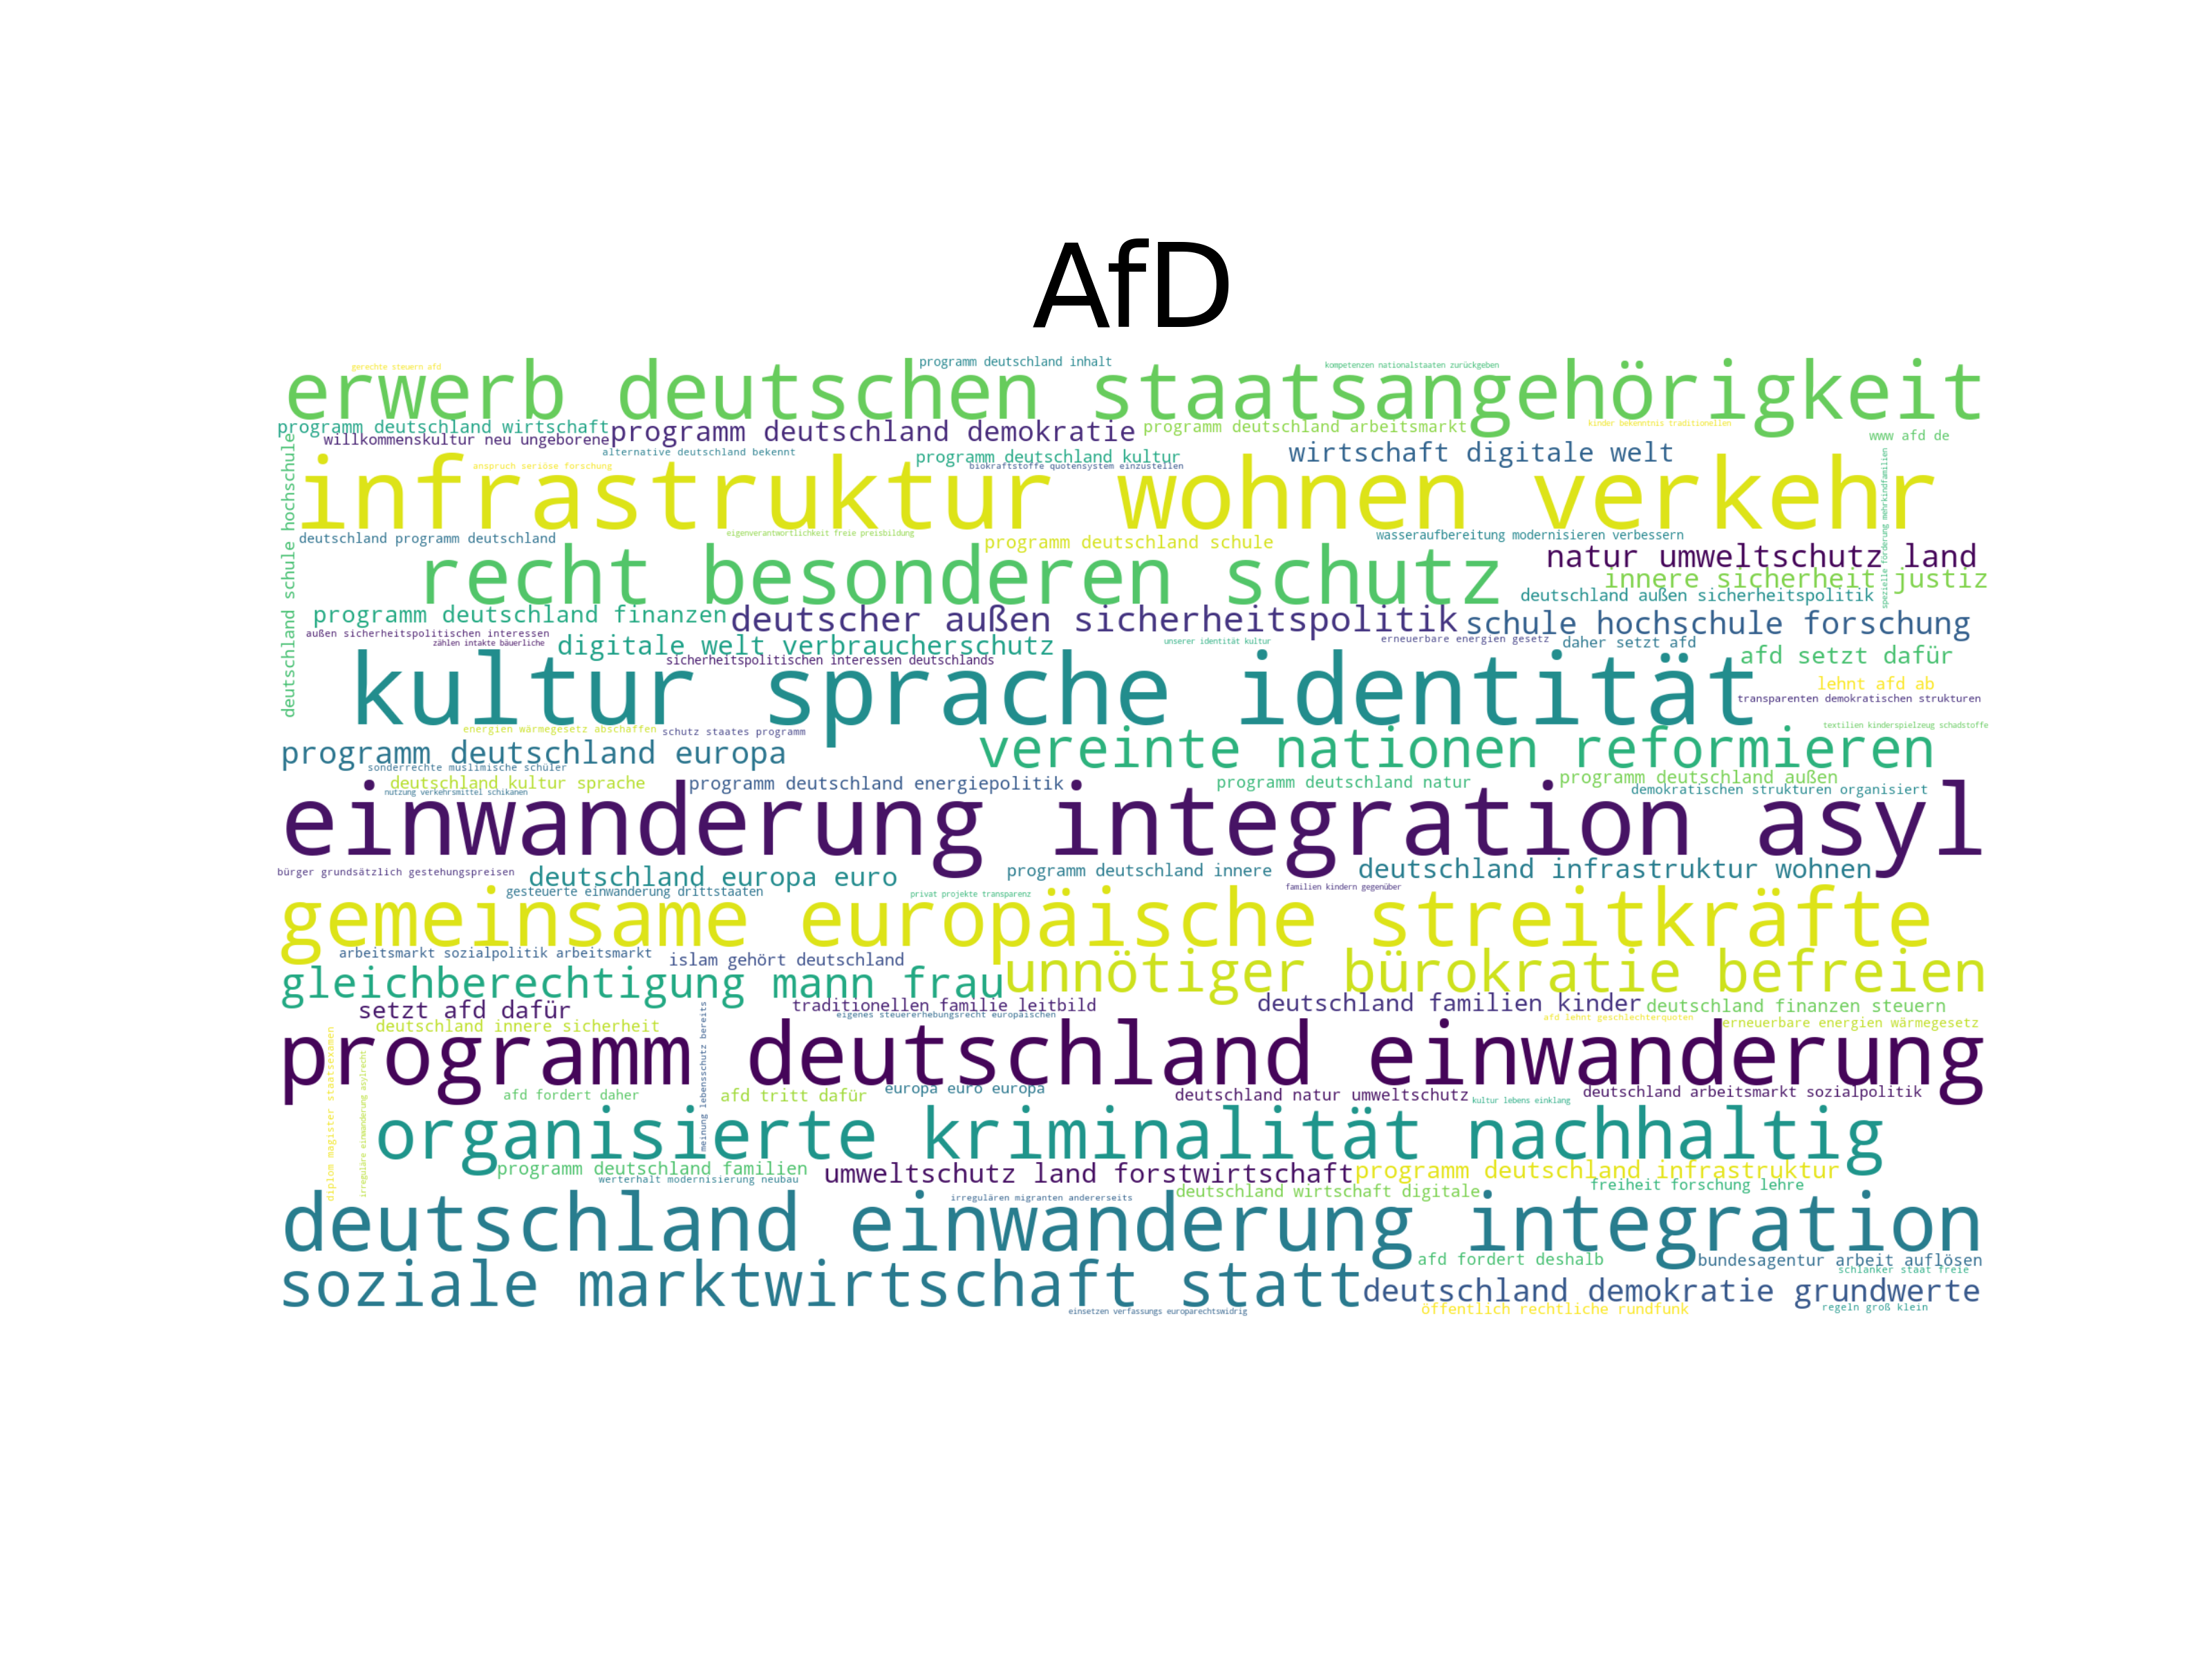 AfD
gerechte steuern afd
programm deutschland inhalt
kompetenzen nationalstaaten zurückgeben
erwerb deutschen staatsangehörigkeit
programm deutschland wirtschaft
willkommenskultur neu ungeborene
programm deutschland demokratie
programm deutschland arbeitsmarkt
kinder bekenntnis traditionellen
www afd de
alternative deutschland bekennt
programm deutschland kultur
wirtschaft digitale welt
anspruch seriöse forschung
biokraftstoffe quotensystem einzustellen
deutschland schule hochschule
infrastruktur wohnen verkehr
spezielle förderung mehrkindfamilien
deutschland programm deutschland
eigenverantwortlichkeit freie preisbildung
programm deutschland schule
wasseraufbereitung modernisieren verbessern
recht besonderen schutz
natur umweltschutz land
innere sicherheit justiz
deutschland außen sicherheitspolitik
programm deutschland finanzen
deutscher außen sicherheitspolitik
schule hochschule forschung
außen sicherheitspolitischen interessen
zählen intakte bäuerliche
digitale welt verbraucherschutz
unserer identität kultur
erneuerbare energien gesetz
daher setzt afd
sicherheitspolitischen interessen deutschlands
afd setzt dafür
kultur sprache identität
lehnt afd ab
transparenten demokratischen strukturen
energien wärmegesetz abschaffen
schutz staates programm
textilien kinderspielzeug schadstoffe
programm deutschland europa
vereinte nationen reformieren
sonderrechte muslimische schüler
deutschland kultur sprache
programm deutschland energiepolitik
programm deutschland natur
programm deutschland außen
nutzung verkehrsmittel schikanen
demokratischen strukturen organisiert
einwanderung integration asyl
bürger grundsätzlich gestehungspreisen
deutschland europa euro
programm deutschland innere
deutschland infrastruktur wohnen
gesteuerte einwanderung drittstaaten
privat projekte transparenz
familien kindern gegenüber
gemeinsame europäische streitkräfte
arbeitsmarkt sozialpolitik arbeitsmarkt
islam gehört deutschland
gleichberechtigung mann frau
unnötiger bürokratie befreien
setzt afd dafür
traditionellen familie leitbild
deutschland familien kinder
deutschland finanzen steuern
eigenes steuererhebungsrecht europäischen
deutschland innere sicherheit
afd lehnt geschlechterquoten
erneuerbare energien wärmegesetz
diplom magister staatsexamen
irreguläre einwanderung asylrecht
meinung lebensschutz bereits
programm deutschland einwanderung
afd fordert daher
afd tritt dafür
europa euro europa
deutschland natur umweltschutz
kultur lebens einklang
deutschland arbeitsmarkt sozialpolitik
organisierte kriminalität nachhaltig
programm deutschland familien
werterhalt modernisierung neubau
umweltschutz land forstwirtschaft
programm deutschland infrastruktur
irregulären migranten andererseits
deutschland wirtschaft digitale
freiheit forschung lehre
deutschland einwanderung integration
afd fordert deshalb
bundesagentur arbeit auflösen
schlanker staat freie
soziale marktwirtschaft statt
deutschland demokratie grundwerte
einsetzen verfassungs europarechtswidrig
öffentlich rechtliche rundfunk
regeln groß klein